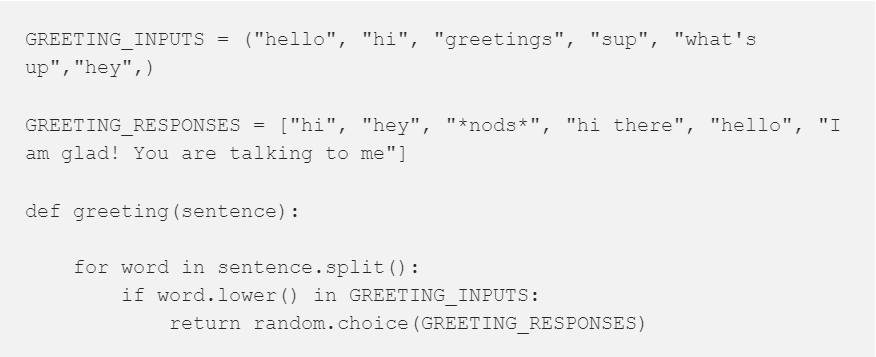 GREETING_INPUTS = ("hello", "hi", "greetings", "sup", "what's
up","hey",)
GREETING_RESPONSES = ["hi", "hey", "*nods*", "hi there", "hello", "I
am glad! You are talking to me"]
def greeting(sentence):
    for word in sentence.split():
        if word.lower() in GREETING_INPUTS:
            return random.choice(GREETING_RESPONSES)